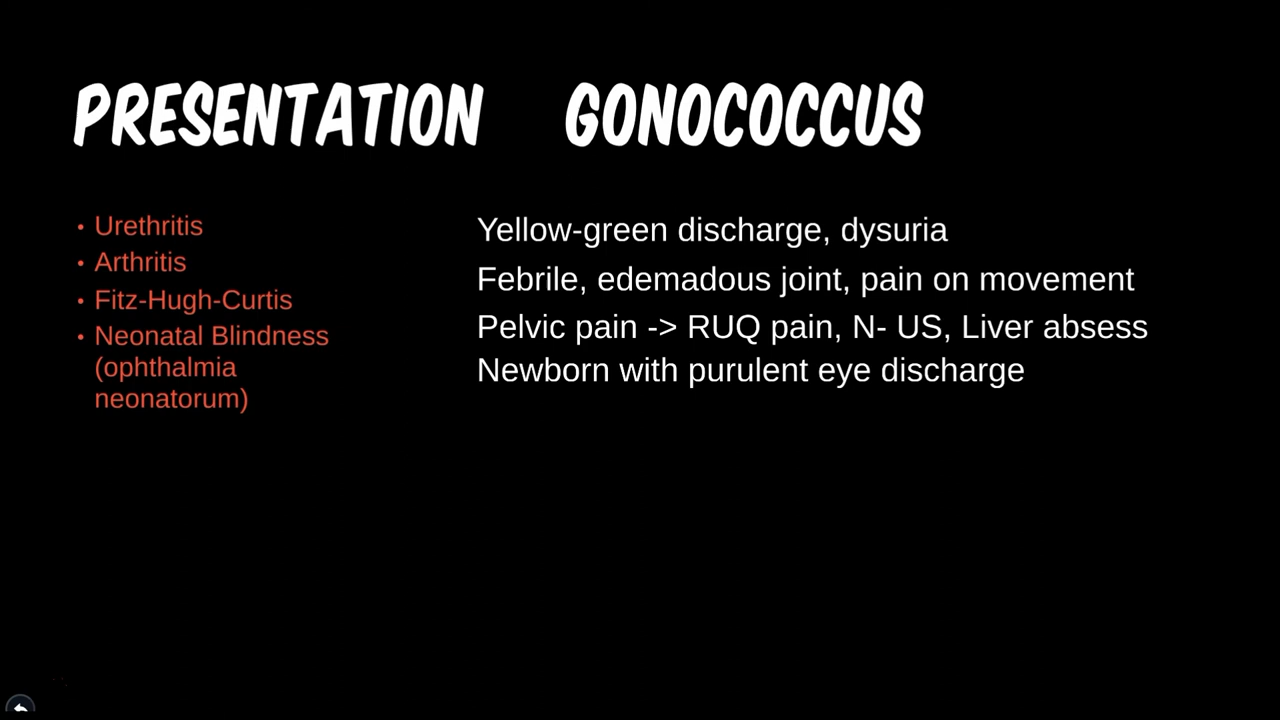 PRESENTATION GONOCOCCUS
• Urethritis
• Arthritis
• Fitz-Hugh-Curtis
• Neonatal Blindness
(ophthalmia
neonatorum)
Yellow-green discharge, dysuria
Febrile, edemadous joint, pain on movement
Pelvic pain -> RUQ pain, N- US, Liver absess
Newborn with purulent eye discharge